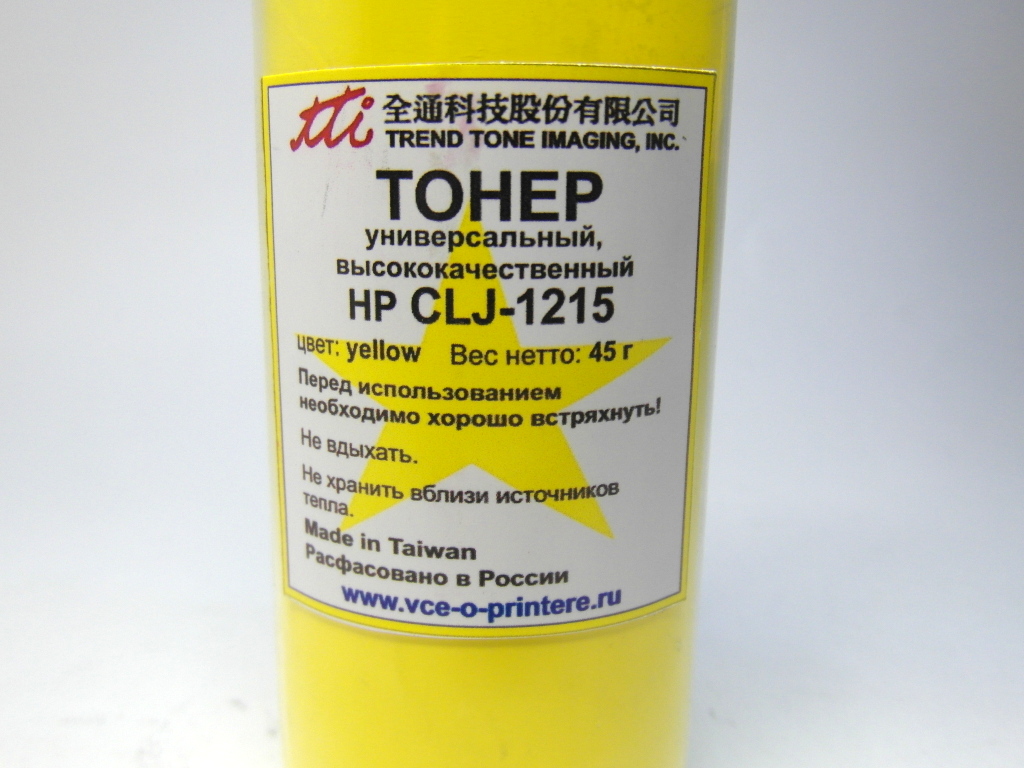 tti 全通科技股份有限公司
TREND TONE IMAGING, INC.
ТОНЕР
универсальный,
высококачественный
HP CLJ-1215
цвет: yellow Вес нетто: 45 г
Перед использованием
необходимо хорошо встряхнуть!
Не вдыхать.
Не хранить вблизи источников
тепла.
Made in Taiwan
Расфасовано в России
www.vce-o-printere.ru